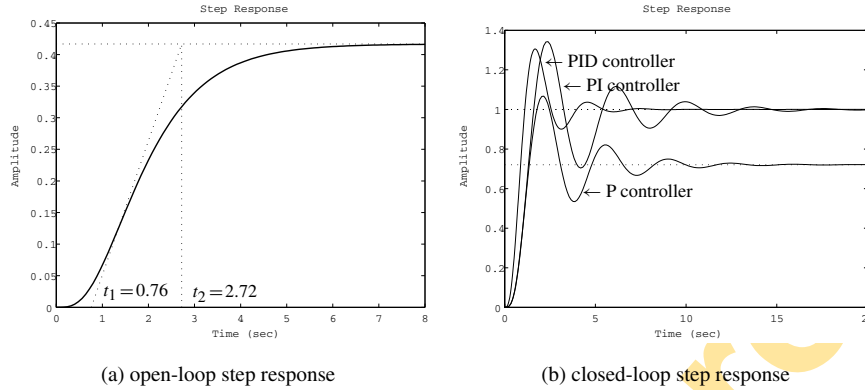 Step Response
Amplitude
0.45
0.4
0.35
0.3
0.25
0.2
0.15
0.1
0.05
0
t1=0.76
t2=2.72
0 1 2 3 4 5 6 7 8
Time (sec)
(a) open-loop step response
Step Response
Amplitude
1.4
1.2
1
0.8
0.6
0.4
0.2
0
←PID controller
←PI controller
←P controller
0 5 10 15 20
Time (sec)
(b) closed-loop step response